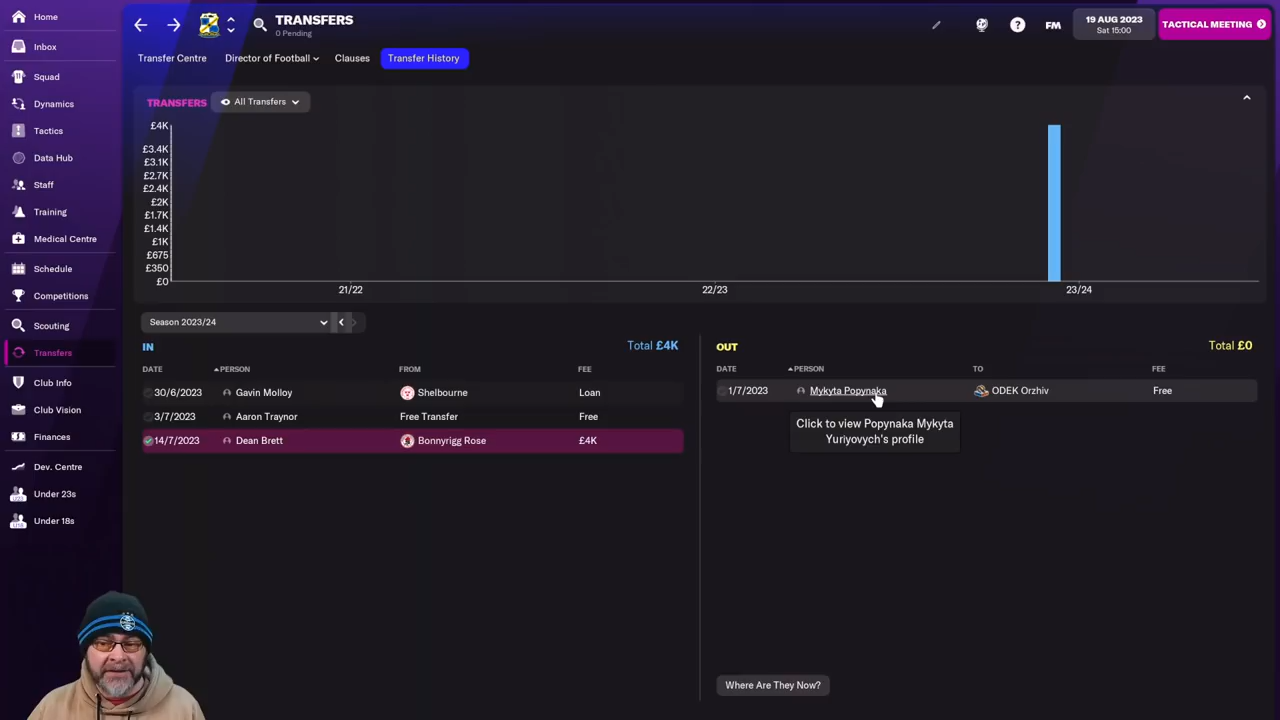 Home
Inbox
Squad
Dynamics
Tactics
Data Hub
Staff
Training
Medical Centre
Schedule
Competitions
Scouting
Transfers
Club Info
Club Vision
Finances
Dev. Centre
Under 23s
Under 18s
TRANSFERS
0 Pending
FM
19 AUG 2023
Sat 15:00
TACTICAL MEETING
Transfer Centre
Director of Football
Clauses
Transfer History
TRANSFERS
All Transfers
£4K
£3.4K
£3.1K
£2.7K
£2.4K
£2K
£1.7K
£1.4K
£1K
£675
£350
£0
21/22
22/23
23/24
Season 2023/24
IN
Total £4K
DATE PERSON FROM FEE
30/6/2023 Gavin Molloy Shelbourne Loan
3/7/2023 Aaron Traynor Free Transfer Free
14/7/2023 Dean Brett Bonnyrigg Rose £4K
OUT
Total £0
DATE PERSON TO FEE
1/7/2023 Mykyta Popynaka ODEK Orzhiv Free
Click to view Popynaka Mykyta
Yuriyovych's profile
Where Are They Now?